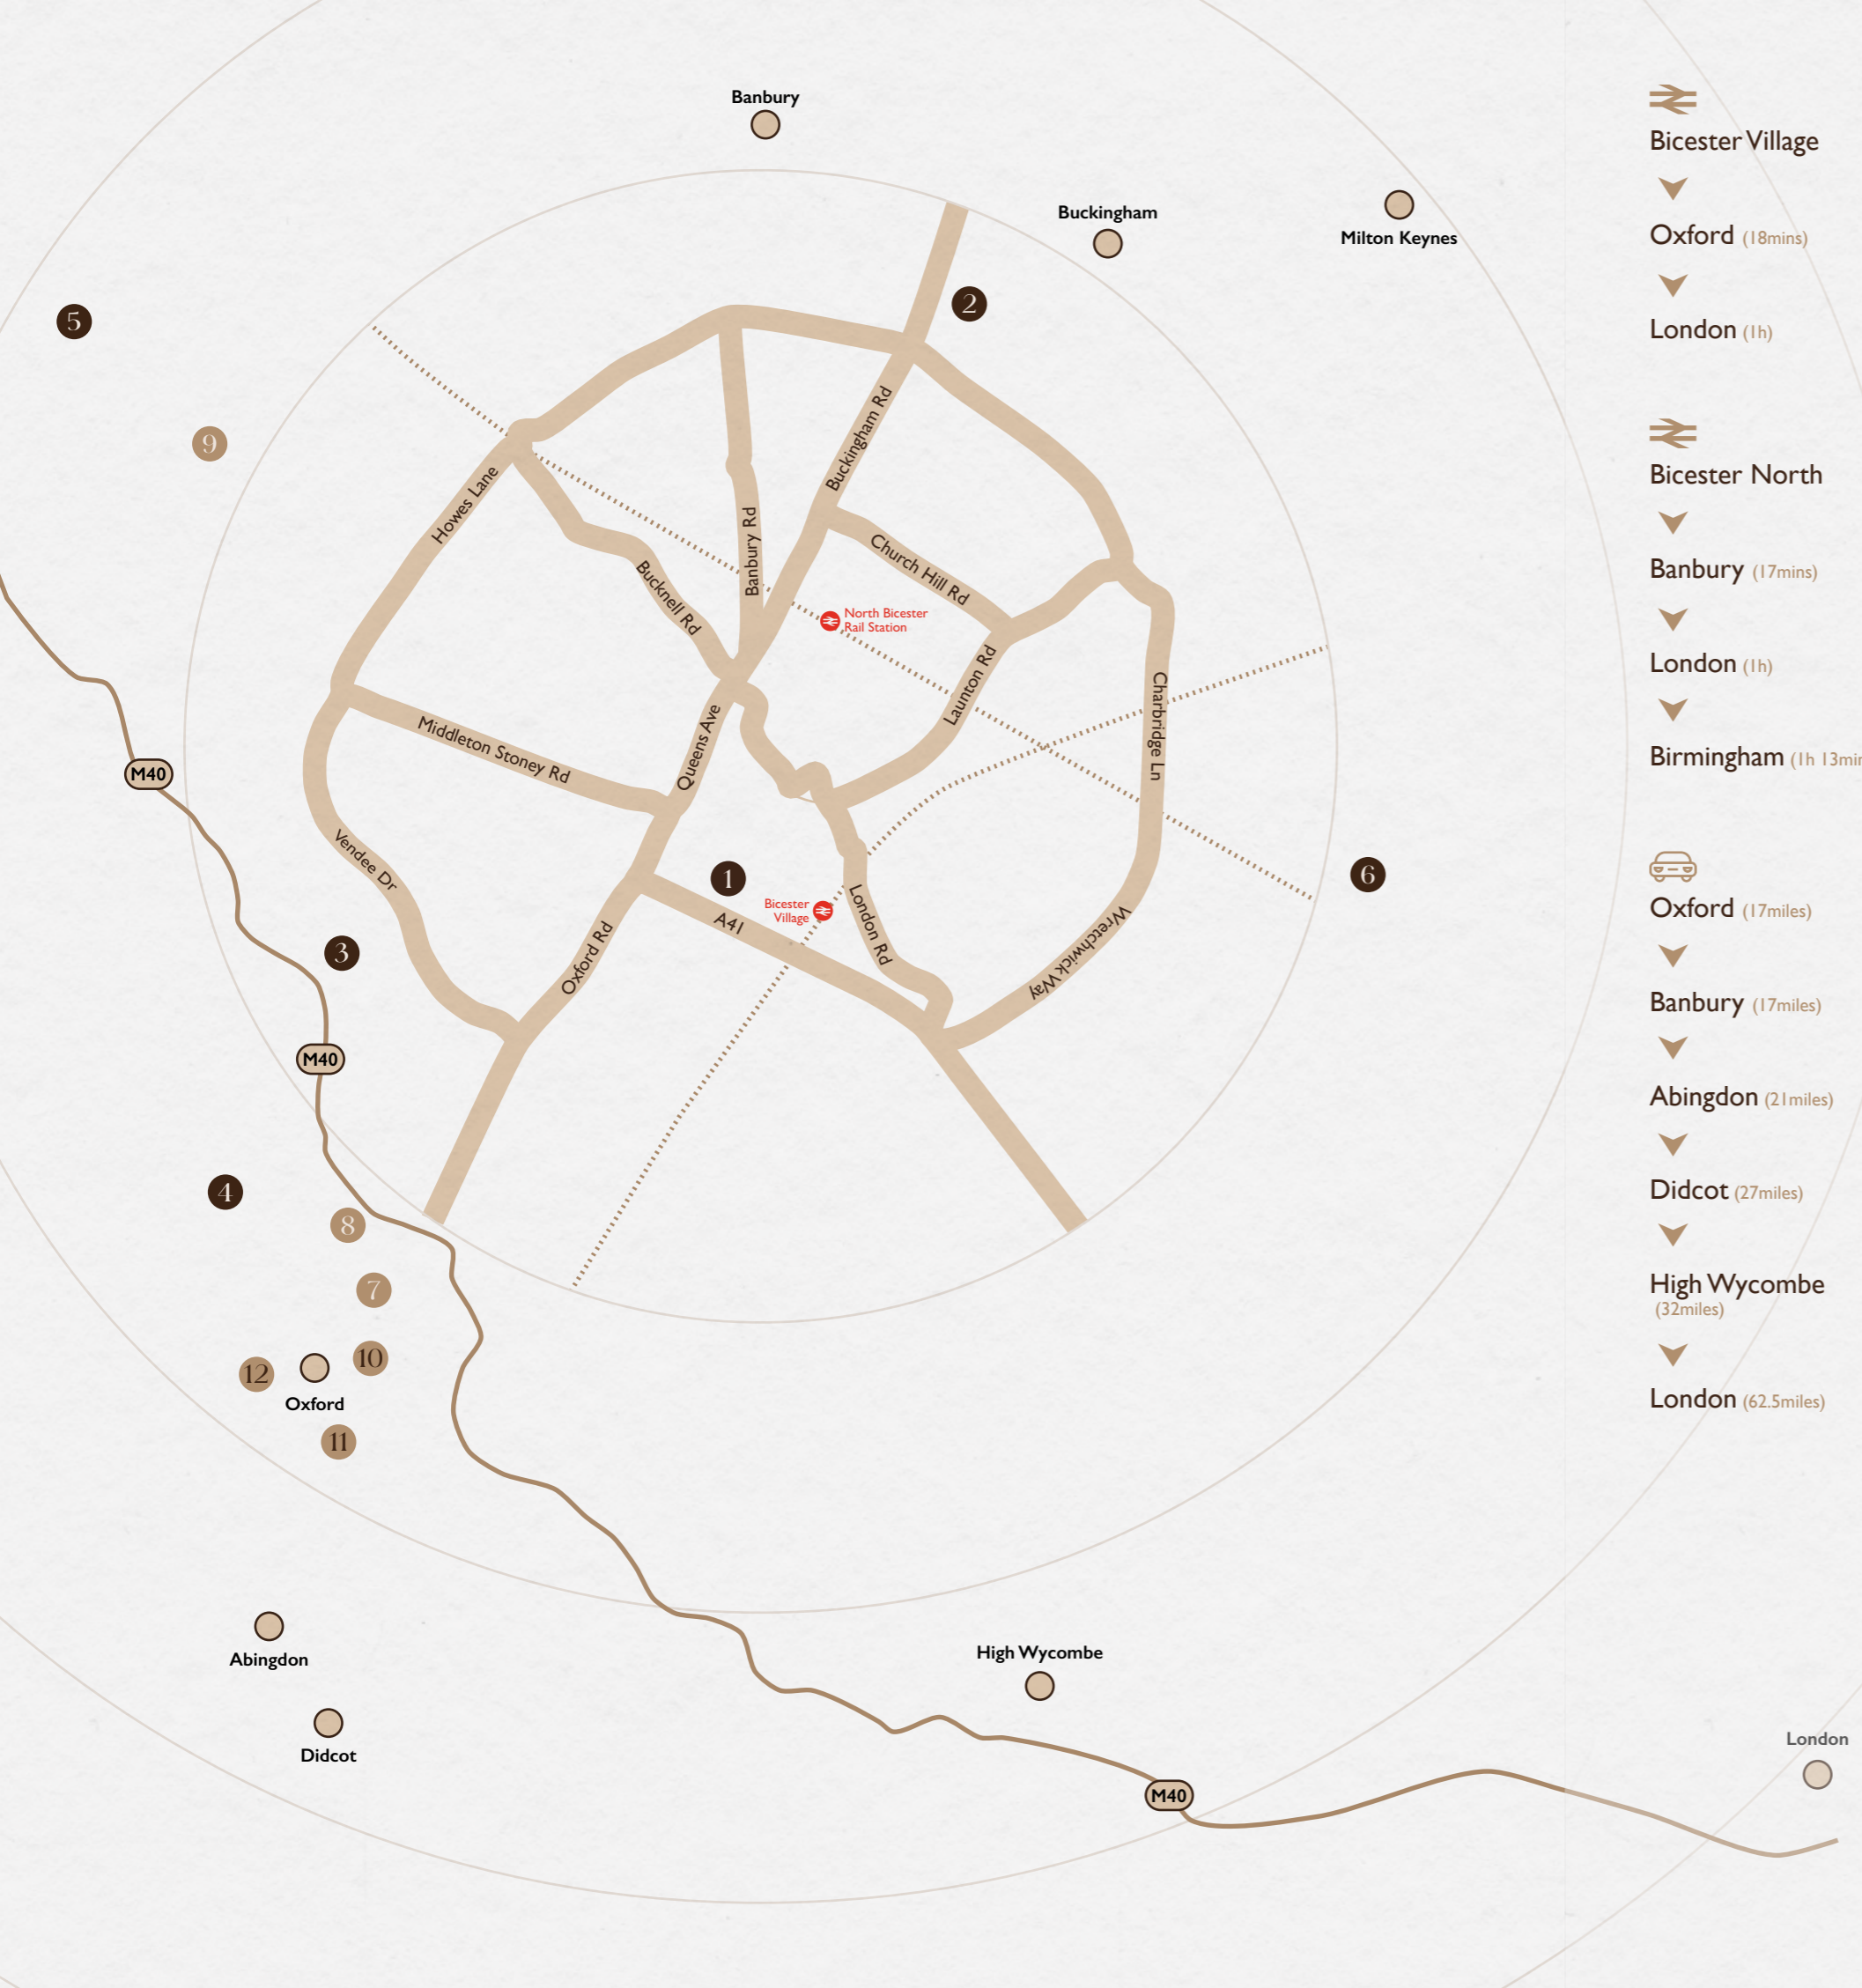 Banbury
Buckingham
Milton Keynes
5
2
9
Howes Lane
Bucknell Rd
Banbury Rd
Buckingham Rd
Church Hill Rd
North Bicester
Rail Station
Launton Rd
Charbridge Ln
Middleton Stoney Rd
Queens Ave
M40
Vendee Dr
1
6
Bicester
Village
A41
London Rd
Wretchwick Way
Oxford Rd
3
M40
4
8
7
10
12
Oxford
11
Abingdon
Didcot
High Wycombe
M40
London
Bicester Village
Oxford (18mins)
London (1h)
Bicester North
Banbury (17mins)
London (1h)
Birmingham (1h 13min
Oxford (17miles)
Banbury (17miles)
Abingdon (21miles)
Didcot (27miles)
High Wycombe
(32miles)
London (62.5miles)